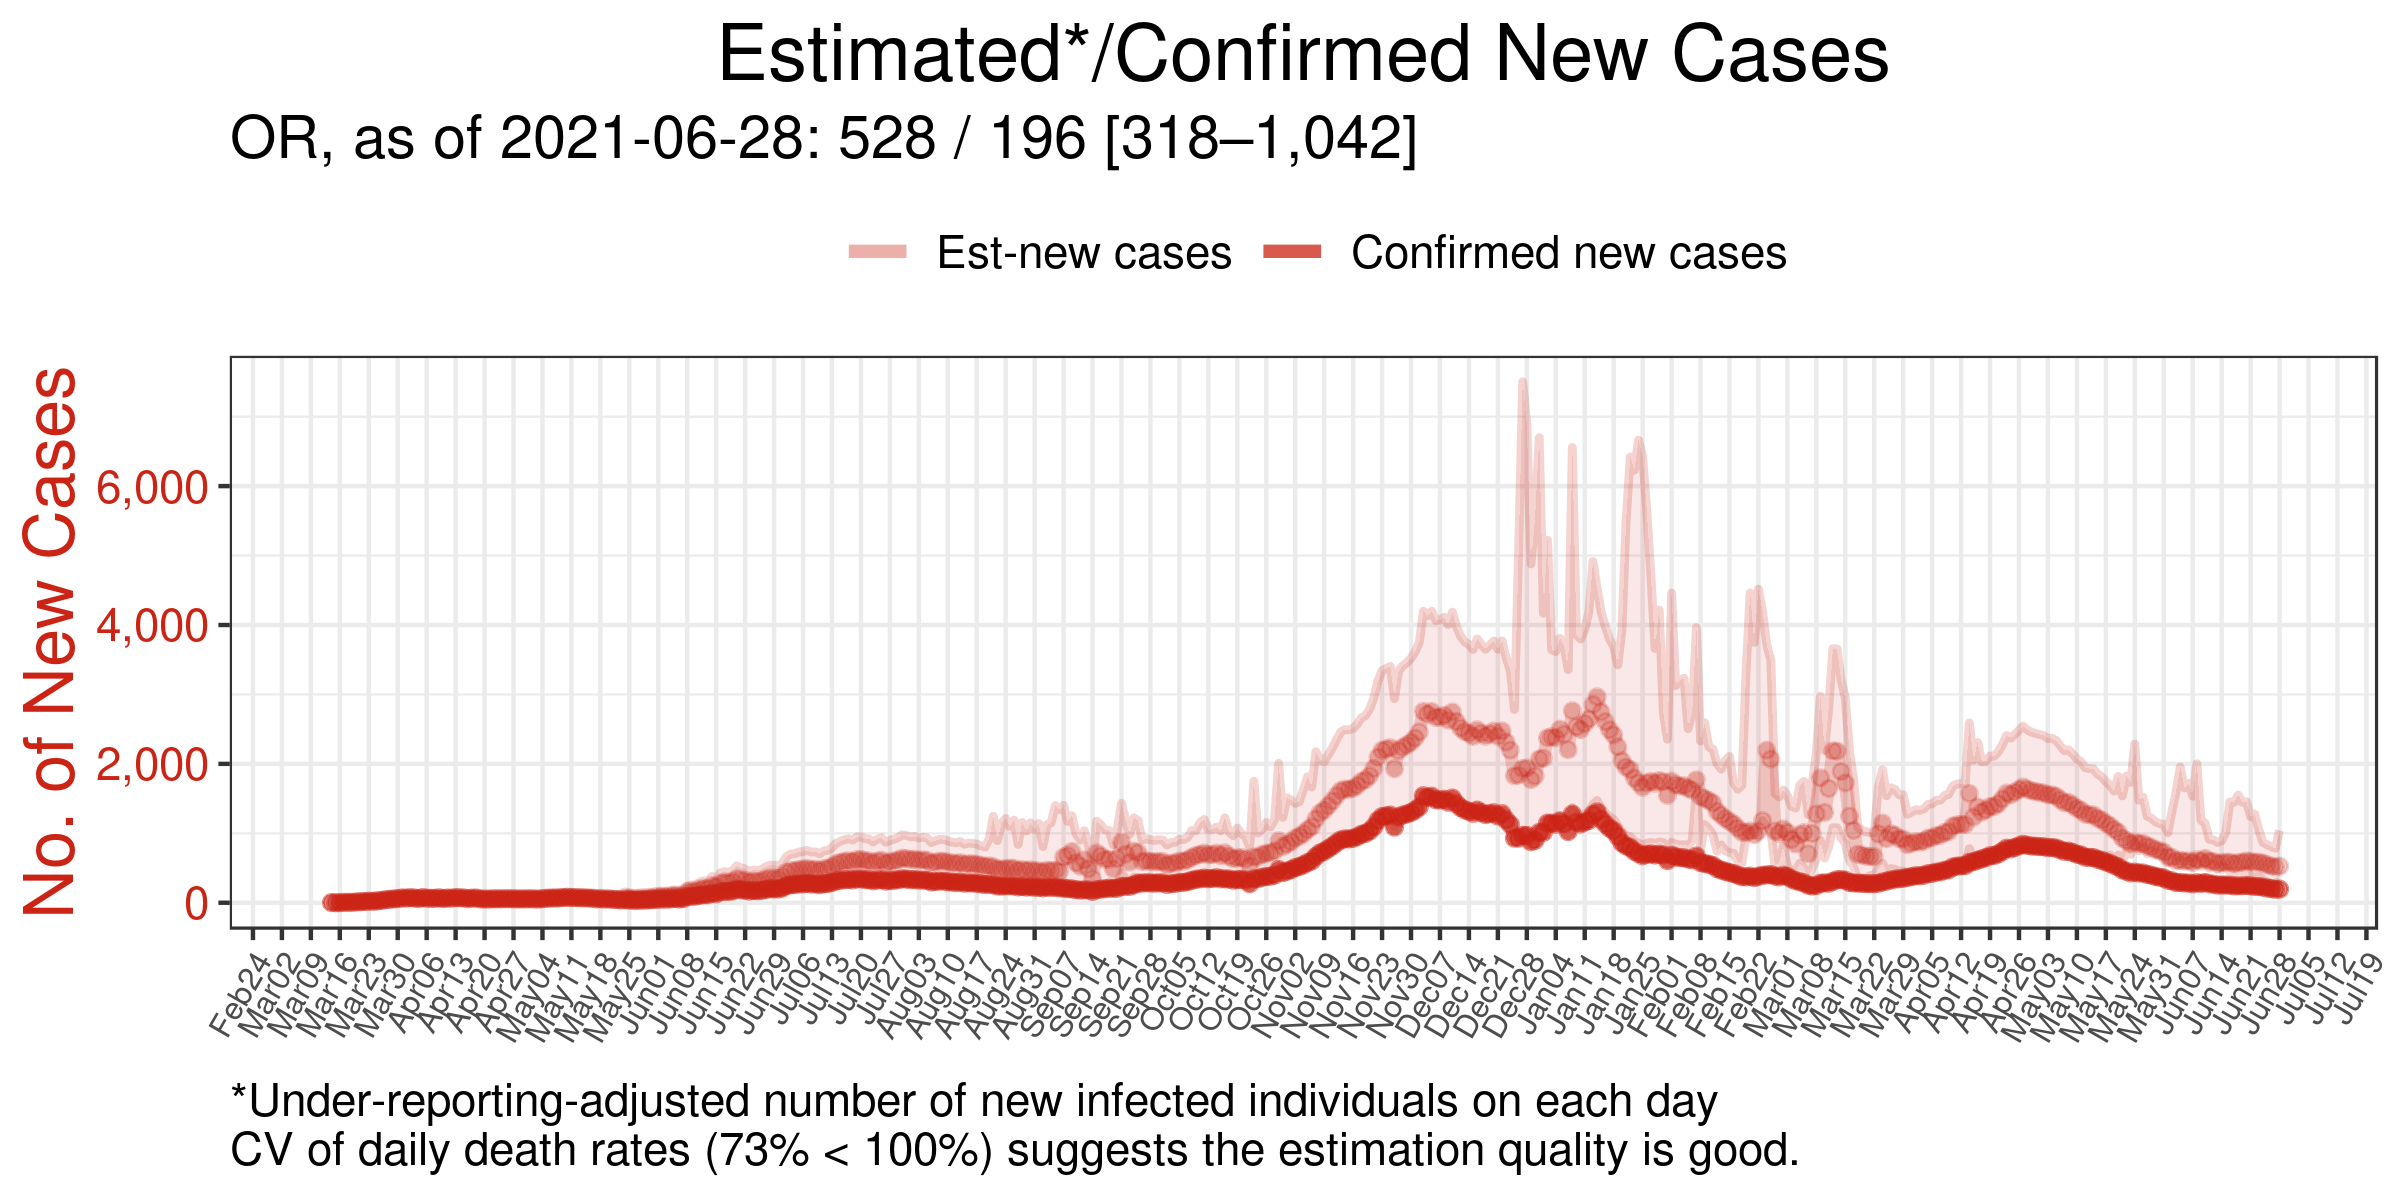 Estimated*/Confirmed New Cases
OR, as of 2021-06-28: 528 / 196 [318–1,042]
Est-new cases Confirmed new cases
No. of New Cases
6,000
4,000
2,000
0
Feb24 Mar02 Mar09 Mar16 Mar23 Mar30 Apr06 Apr13 Apr20 Apr27 May04 May11 May18 May25 Jun01 Jun08 Jun15 Jun22 Jun29 Jul06 Jul13 Jul20 Jul27 Aug03 Aug10 Aug17 Aug24 Aug31 Sep07 Sep14 Sep21 Sep28 Oct05 Oct12 Oct19 Oct26 Nov02 Nov09 Nov16 Nov23 Nov30 Dec07 Dec14 Dec21 Dec28 Jan04 Jan11 Jan18 Jan25 Feb01 Feb08 Feb15 Feb22 Mar01 Mar08 Mar15 Mar22 Mar29 Apr05 Apr12 Apr19 Apr26 May03 May10 May17 May24 May31 Jun07 Jun14 Jun21 Jun28 Jul05 Jul12 Jul19
*Under-reporting-adjusted number of new infected individuals on each day
CV of daily death rates (73% < 100%) suggests the estimation quality is good.